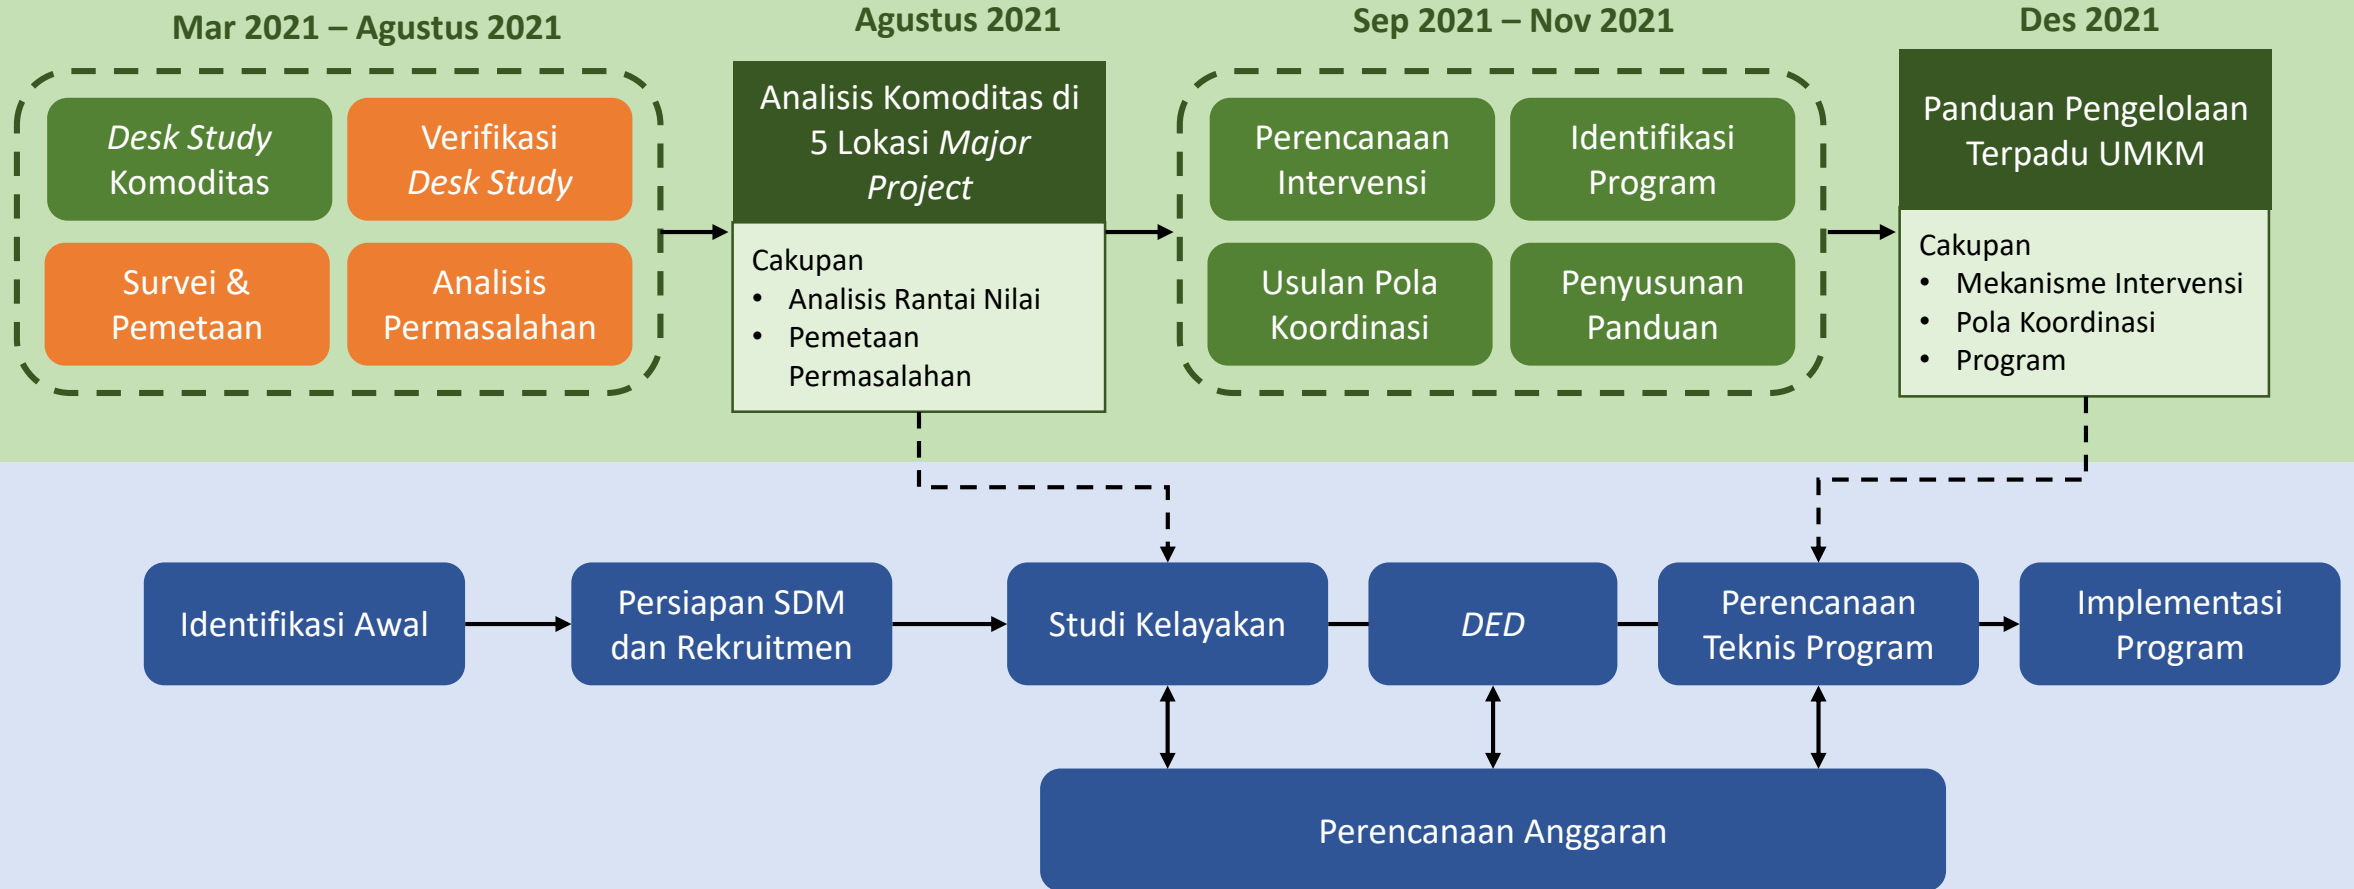 Mar 2021 – Agustus 2021
Agustus 2021
Sep 2021 – Nov 2021
Des 2021
Desk Study
Komoditas
Verifikasi
Desk Study
Survei &
Pemetaan
Analisis
Permasalahan
Analisis Komoditas di
5 Lokasi Major
Project
Cakupan
• Analisis Rantai Nilai
• Pemetaan
Permasalahan
Perencanaan
Intervensi
Identifikasi
Program
Usulan Pola
Koordinasi
Penyusunan
Panduan
Panduan Pengelolaan
Terpadu UMKM
Cakupan
• Mekanisme Intervensi
• Pola Koordinasi
• Program
Identifikasi Awal
Persiapan SDM
dan Rekruitmen
Studi Kelayakan
DED
Perencanaan
Teknis Program
Implementasi
Program
Perencanaan Anggaran